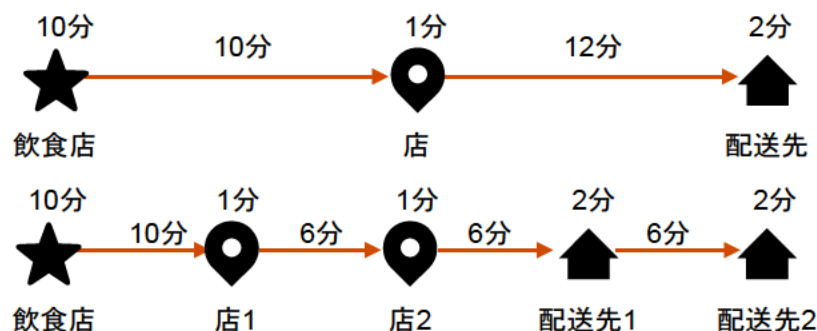 10分 1分 2分
10分 12分
飲食店 店 配送先
10分 1分 1分 2分 2分
10分 6分 6分 6分
飲食店 店1 店2 配送先1 配送先2